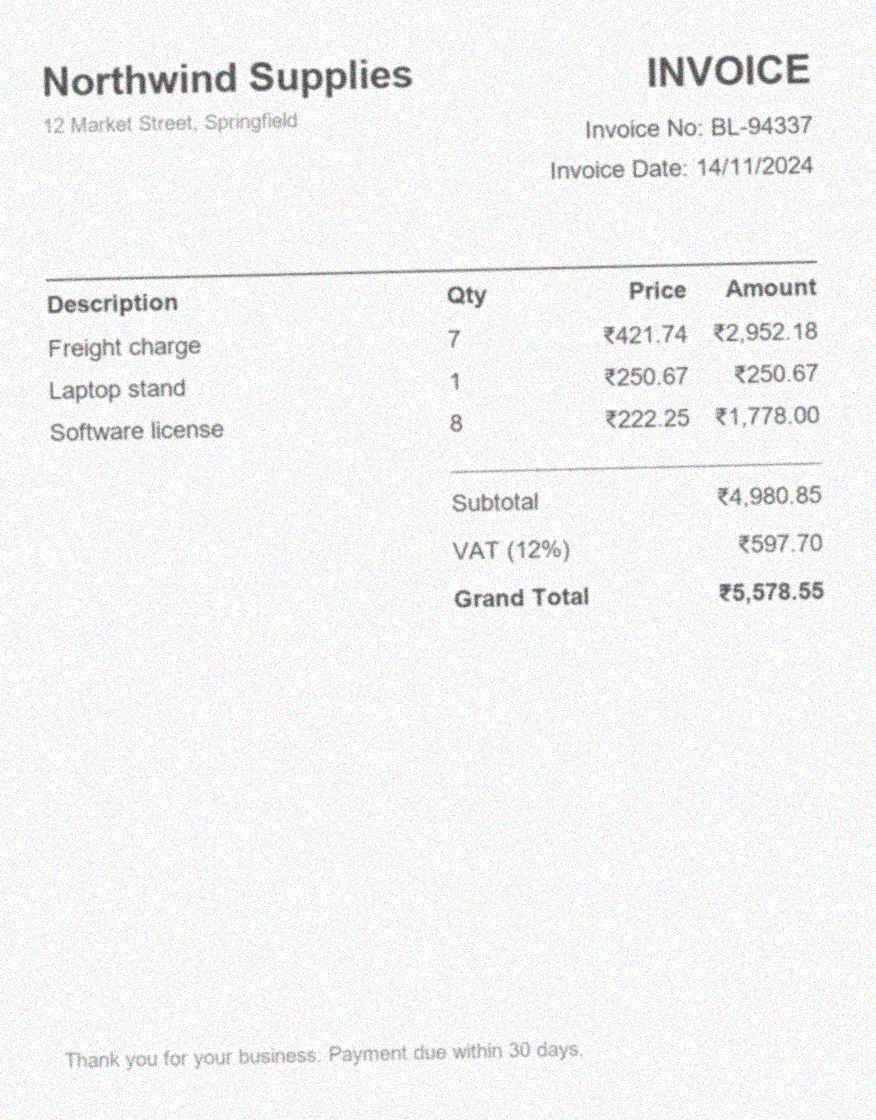 Northwind Supplies INVOICE
12 Market Street, Springfield Invoice No: BL-94337
Invoice Date: 14/11/2024
Description Qty Price Amount
Freight charge 7 ₹421.74 ₹2,952.18
Laptop stand 1 ₹250.67 ₹250.67
Software license 8 ₹222.25 ₹1,778.00
Subtotal ₹4,980.85
VAT (12%) ₹597.70
Grand Total ₹5,578.55
Thank you for your business. Payment due within 30 days.